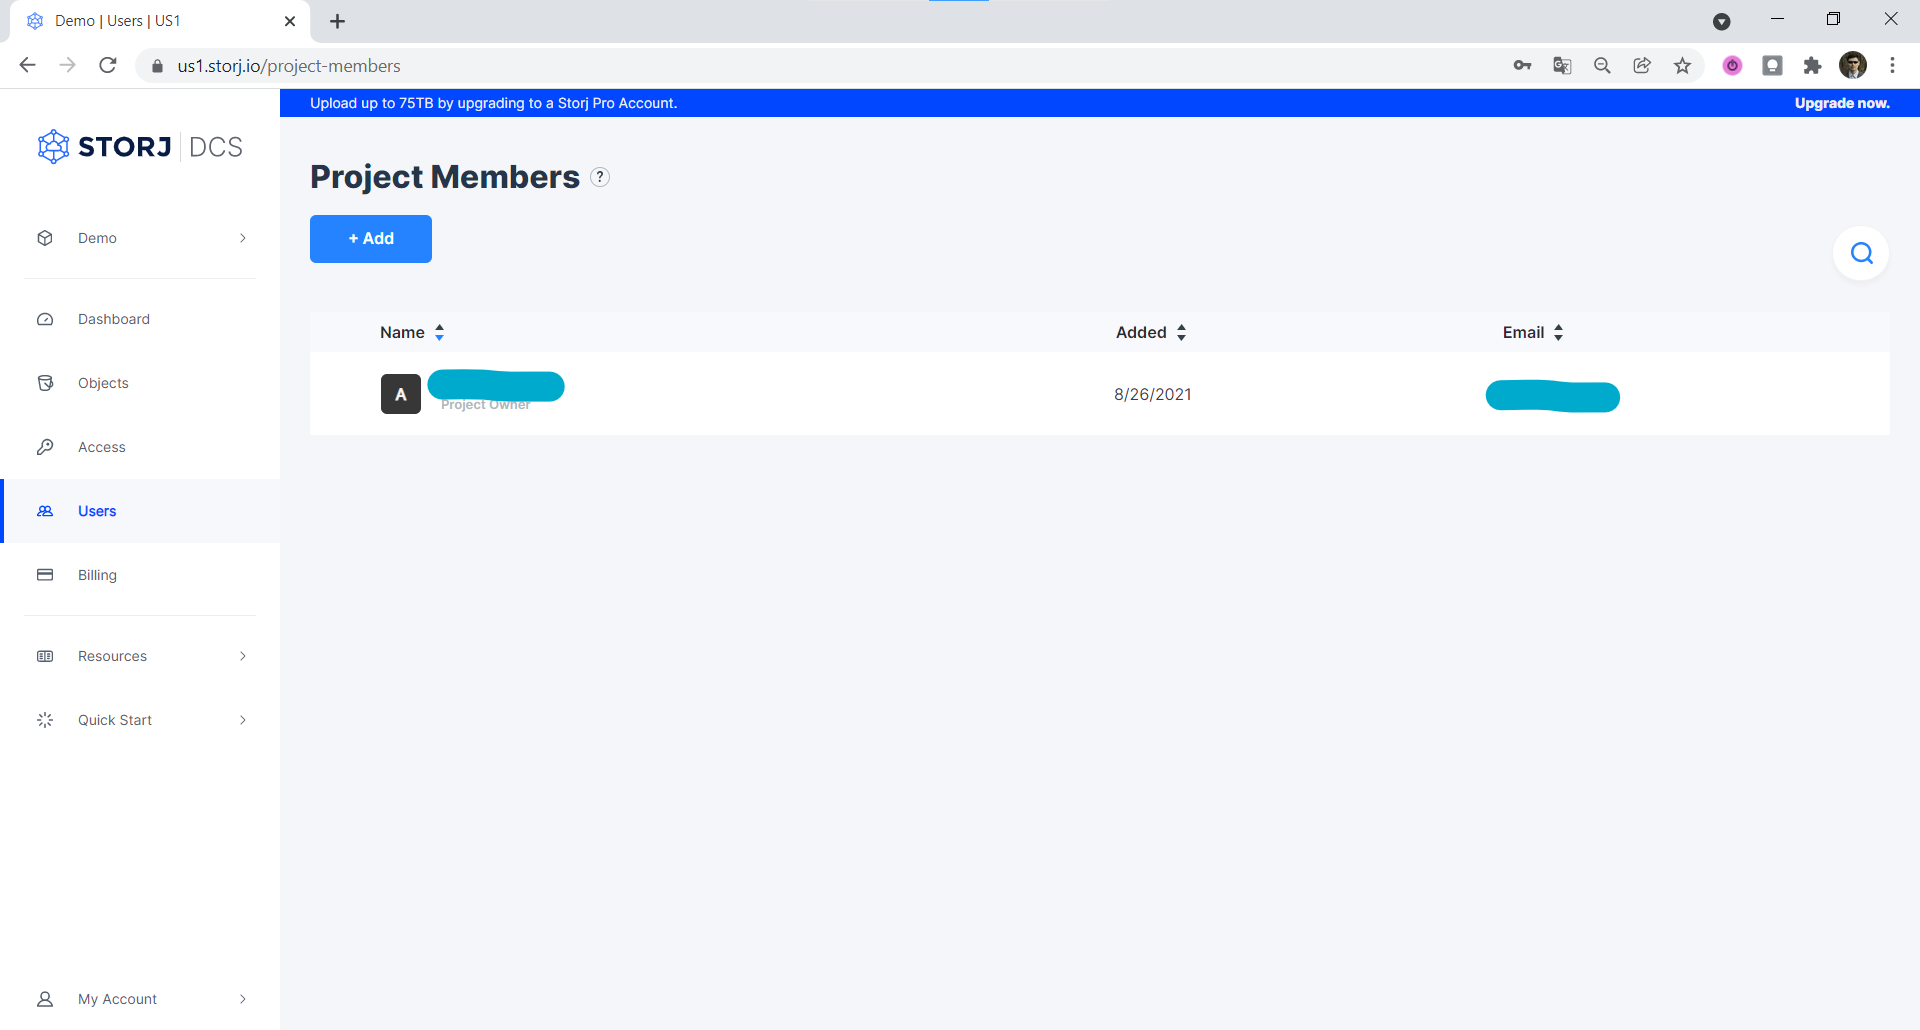 Demo | Users | US1
us1.storj.io/project-members
Upload up to 75TB by upgrading to a Storj Pro Account.
Upgrade now.
STORJ | DCS
Demo
Dashboard
Objects
Access
Users
Billing
Resources
Quick Start
My Account
Project Members ?
+ Add
Name Added Email
A
Project Owner
8/26/2021